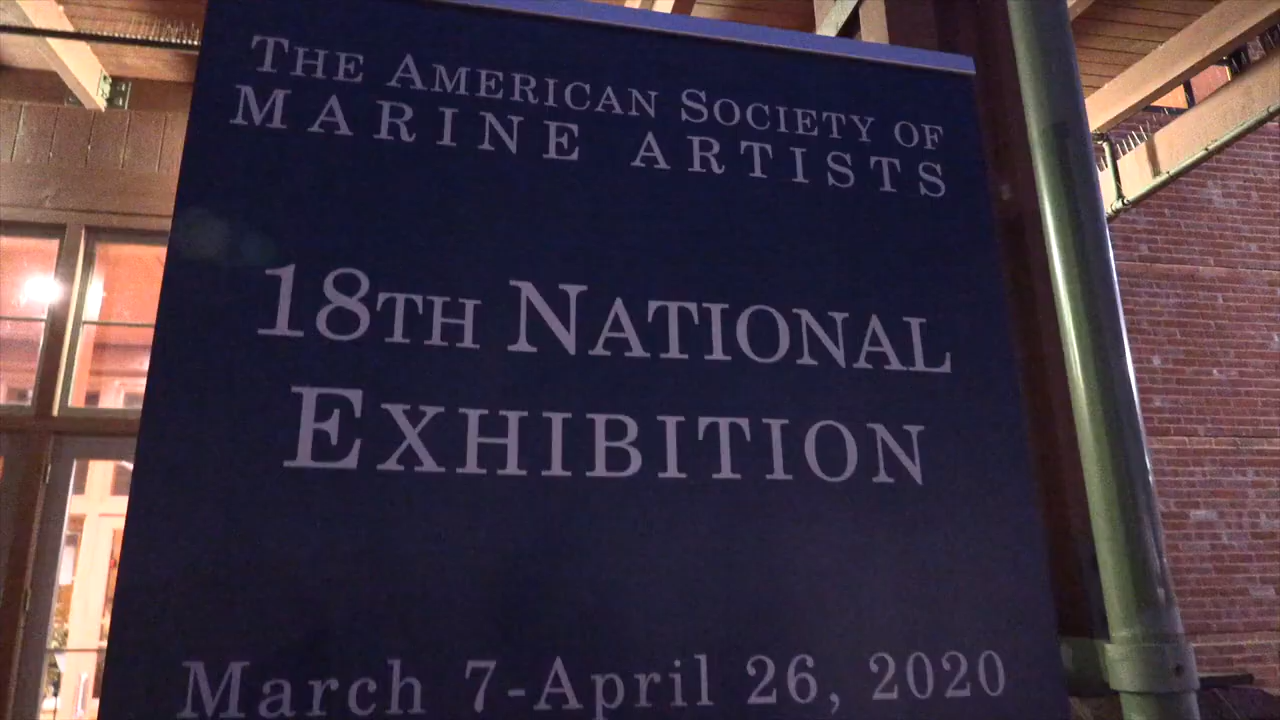 The American Society of
Marine Artists
18th National
Exhibition
March 7-April 26, 2020